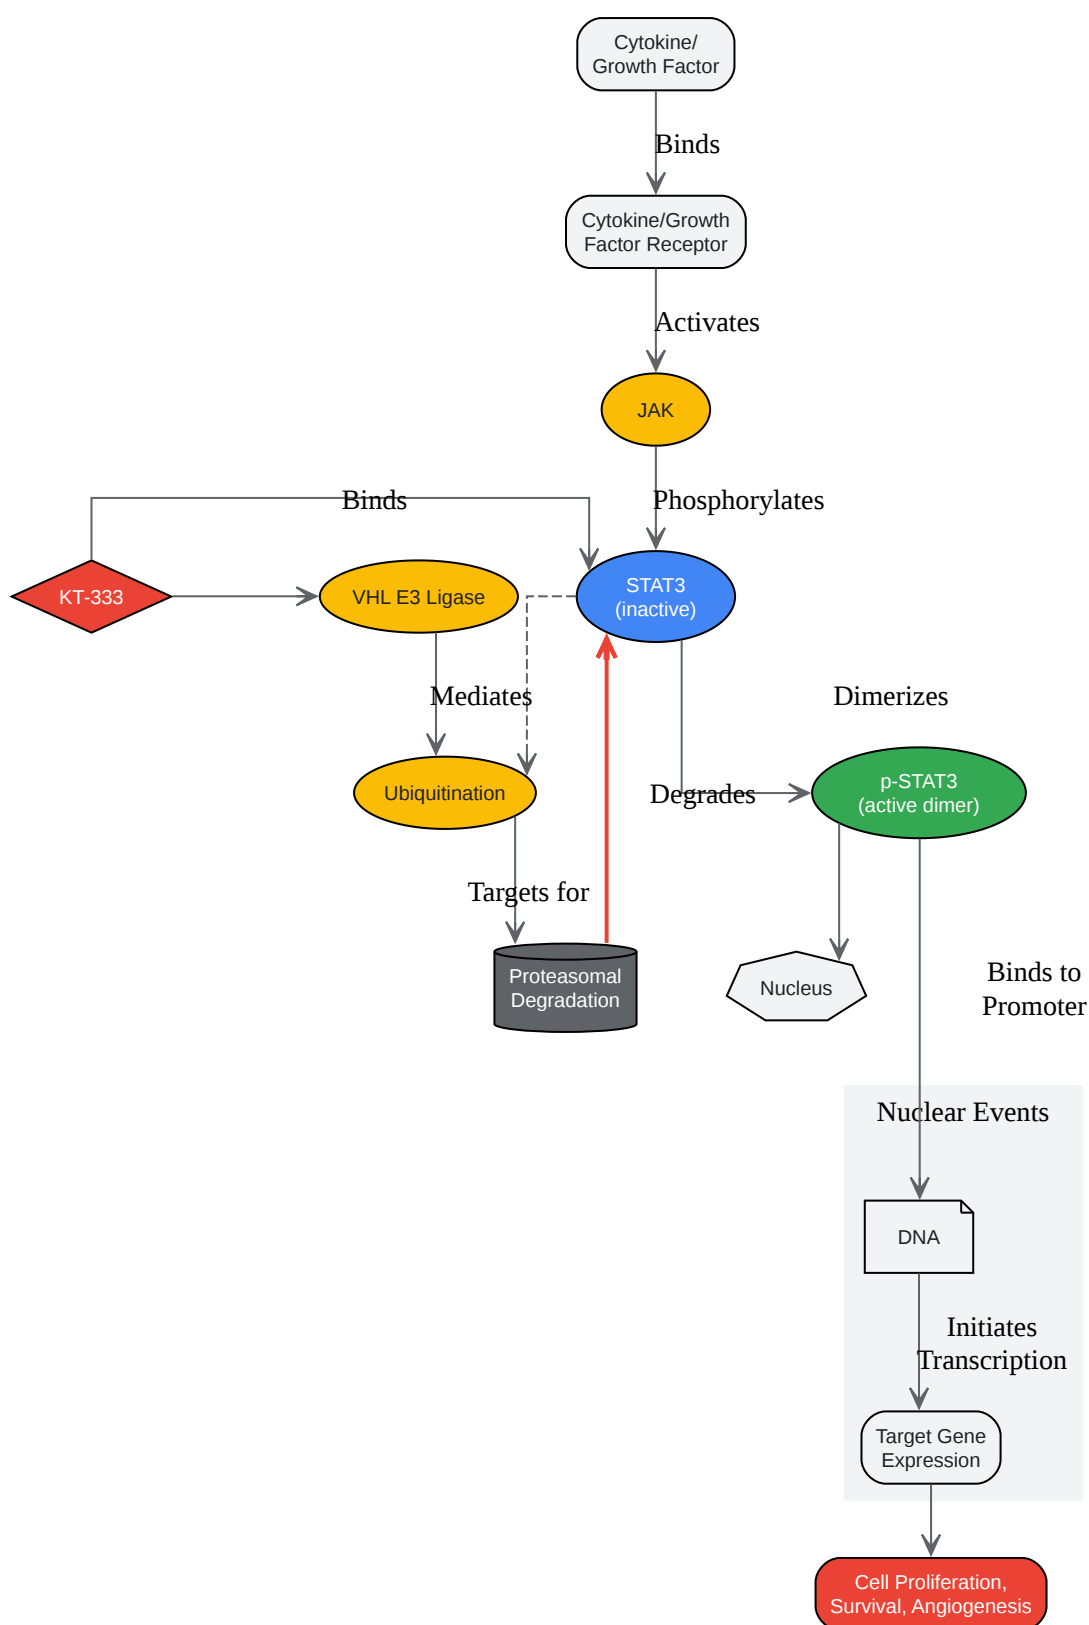 Cytokine/
Growth Factor
Binds
Cytokine/Growth
Factor Receptor
Activates
JAK
Binds
Phosphorylates
KT-333
VHL E3 Ligase
STAT3
(inactive)
Mediates
Dimerizes
Ubiquitination
Degrades
p-STAT3
(active dimer)
Targets for
Proteasomal
Degradation
Nucleus
Binds to
Promoter
Nuclear Events
DNA
Initiates
Transcription
Target Gene
Expression
Cell Proliferation,
Survival, Angiogenesis